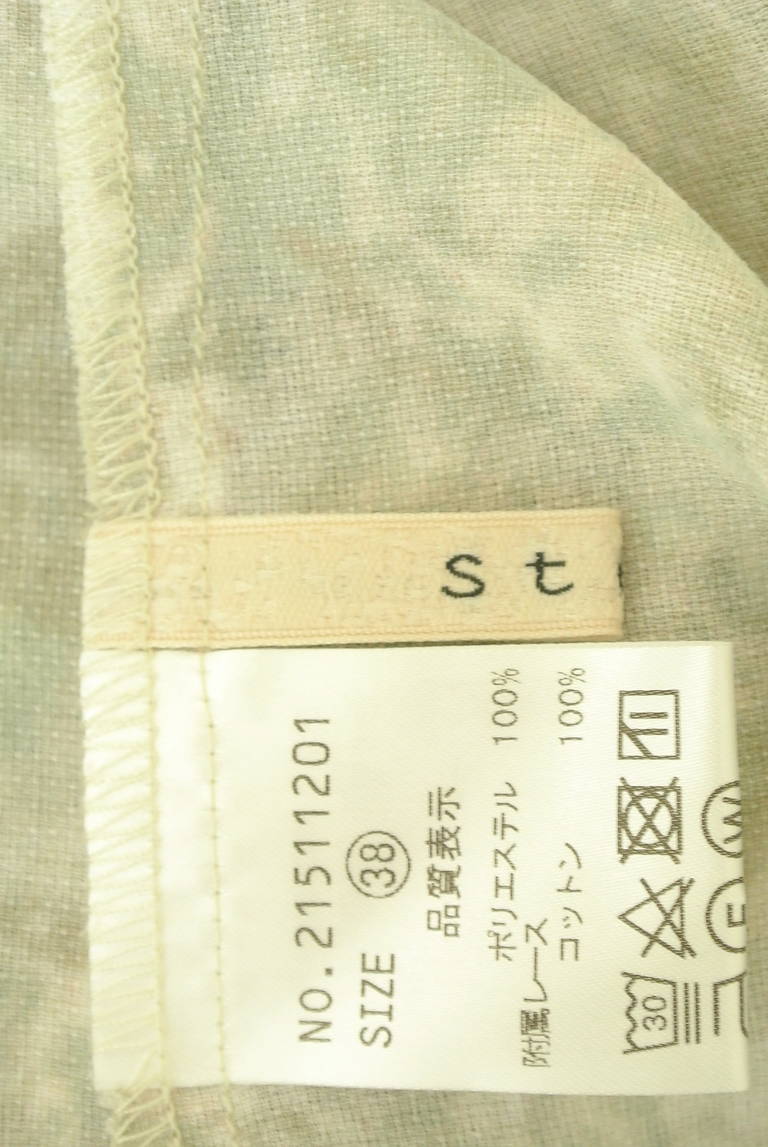 st
NO.21511201
SIZE 38
品質表示
ポリエステル 100%
附属レース
コットン 100%
30
W
F